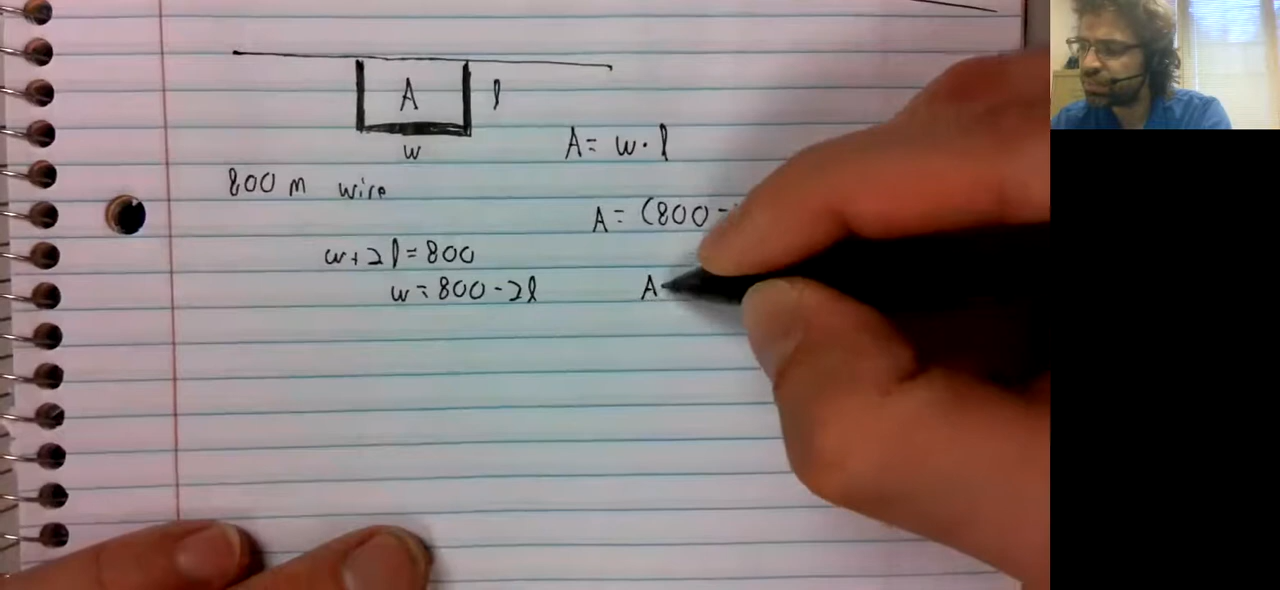 A l
w
A = w · l
800 m wire
A = (800 -
w + 2l = 800
w = 800 - 2l
A